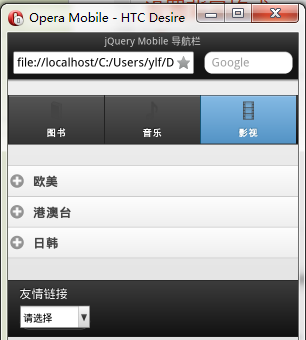 Opera Mobile - HTC Desire
jQuery Mobile 导航栏
file://localhost/C:/Users/ylf/D
Google
图书 音乐 影视
欧美
港澳台
日韩
友情链接
请选择